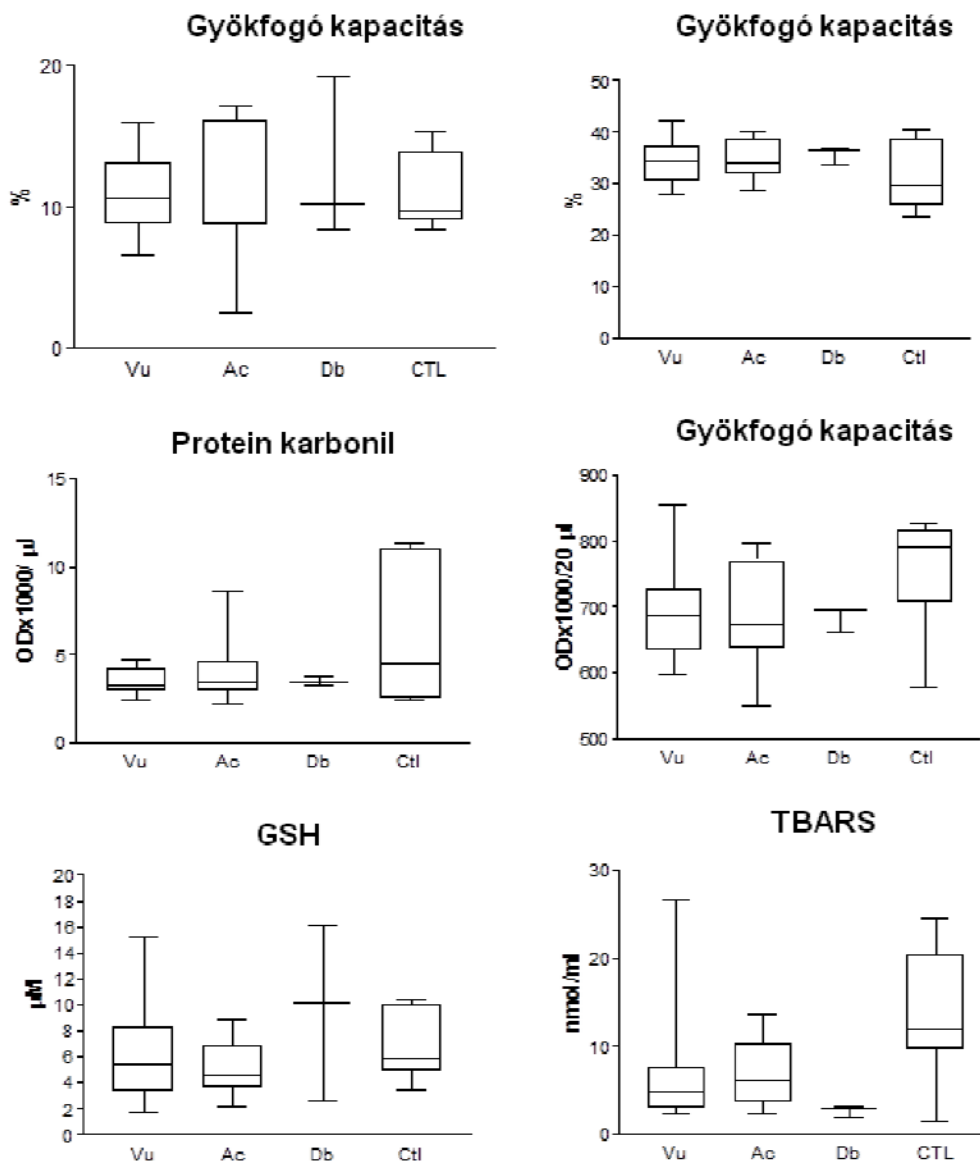 Gyökfogó kapacitás
%
20
10
0
Vu Ac Db CTL
Gyökfogó kapacitás
%
50
40
30
20
10
0
Vu Ac Db Ctl
Protein karbonil
ODx1000/ µl
15
10
5
0
Vu Ac Db Ctl
Gyökfogó kapacitás
ODx1000/20 µl
900
800
700
600
500
Vu Ac Db Ctl
GSH
µM
20
18
16
14
12
10
8
6
4
2
0
Vu Ac Db Ctl
TBARS
nmol/ml
30
20
10
0
Vu Ac Db CTL